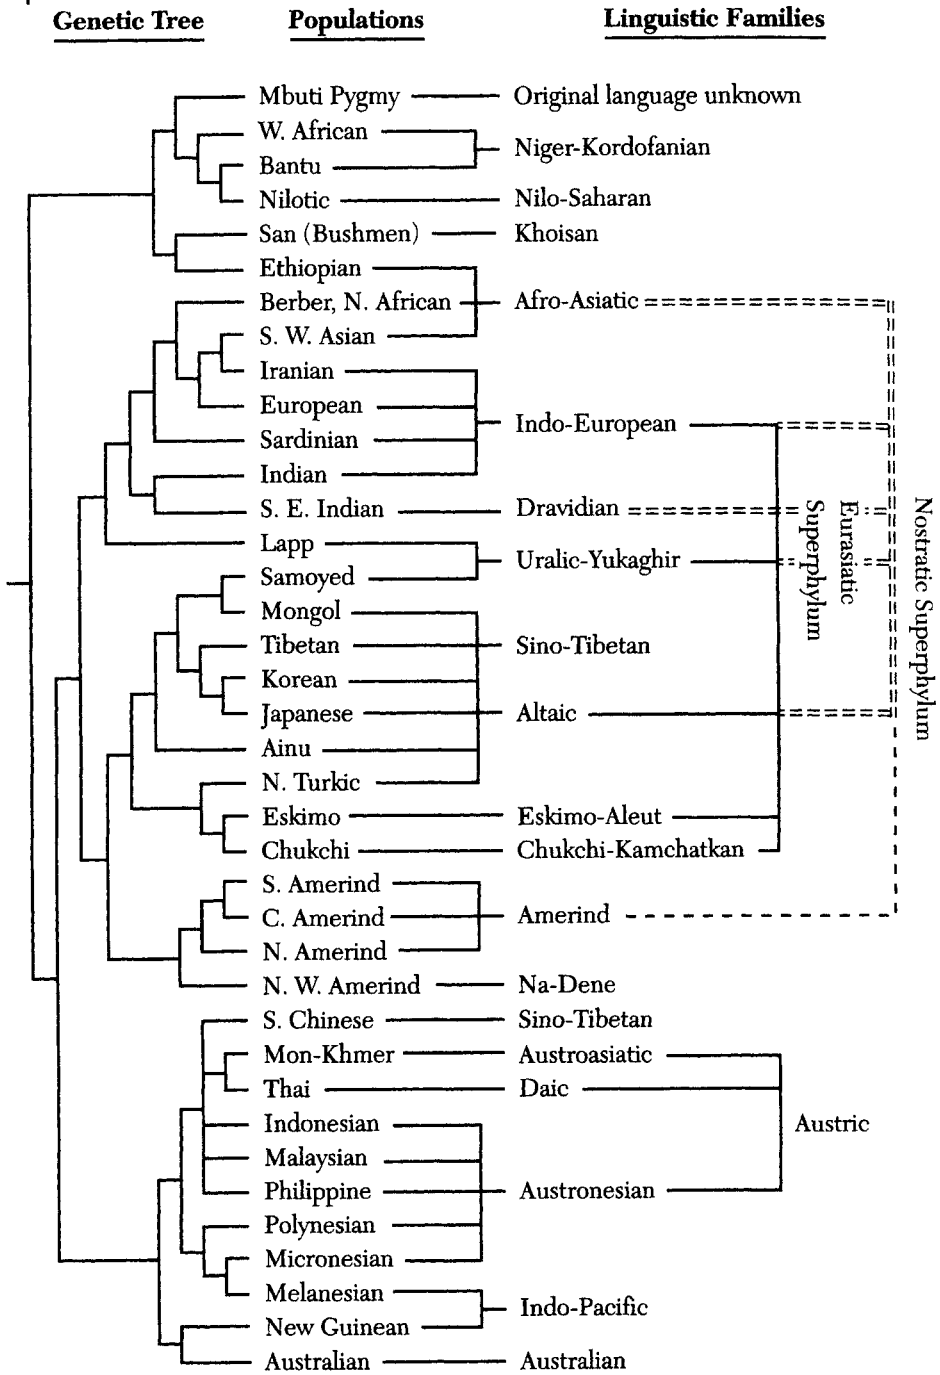 Genetic Tree Populations Linguistic Families
Mbuti Pygmy Original language unknown
W. African
Niger-Kordofanian
Bantu
Nilotic Nilo-Saharan
San (Bushmen) Khoisan
Ethiopian
Berber, N. African Afro-Asiatic
S. W. Asian
Iranian
European
Indo-European
Sardinian
Indian
S. E. Indian Dravidian
Lapp
Uralic-Yukaghir
Samoyed
Mongol
Tibetan Sino-Tibetan
Korean
Japanese Altaic
Ainu
N. Turkic
Eskimo Eskimo-Aleut
Chukchi Chukchi-Kamchatkan
S. Amerind
C. Amerind Amerind
N. Amerind
N. W. Amerind Na-Dene
S. Chinese Sino-Tibetan
Mon-Khmer Austroasiatic
Thai Daic
Indonesian Austric
Malaysian
Philippine Austronesian
Polynesian
Micronesian
Melanesian
Indo-Pacific
New Guinean
Australian Australian
Eurasiatic
Superphylum
Nostratic Superphylum